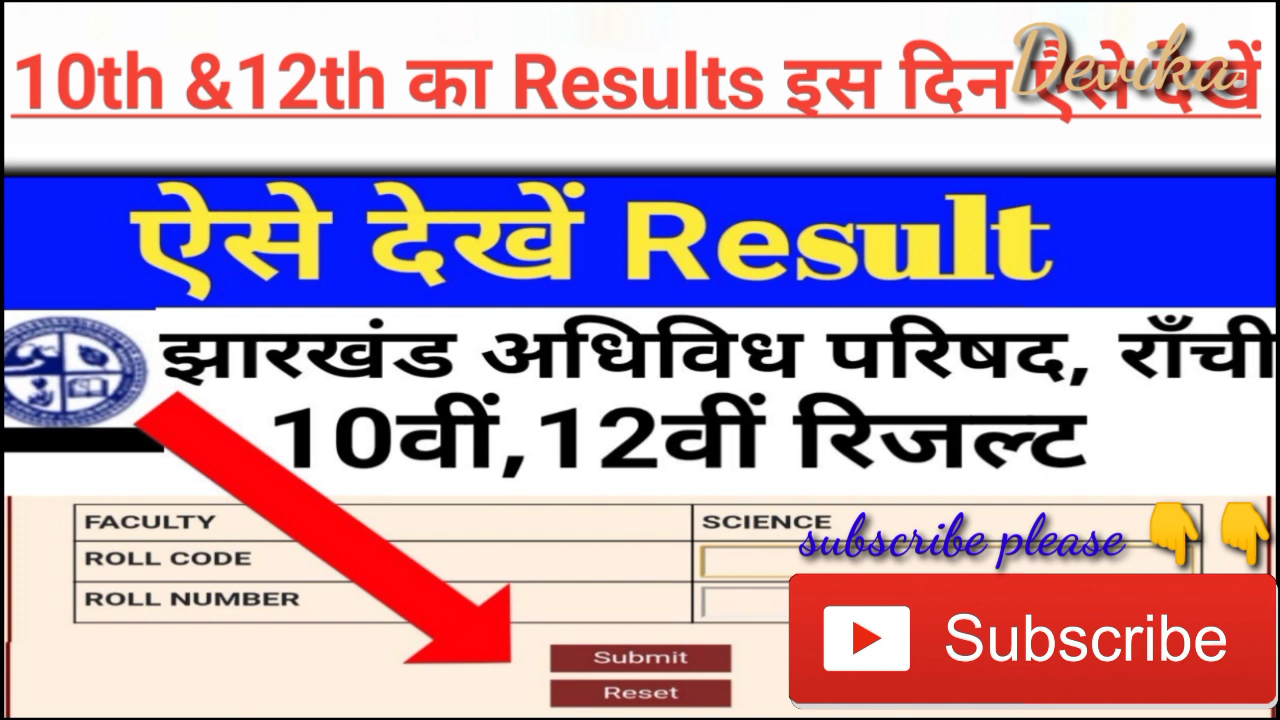 10th &12th का Results इस दिन ऐसे देखें
Devika
ऐसे देखें Result
झारखंड अधिविध परिषद, राँची
10वीं,12वीं रिजल्ट
FACULTY SCIENCE
ROLL CODE
ROLL NUMBER
subscribe please 👇👇
Subscribe
Submit
Reset